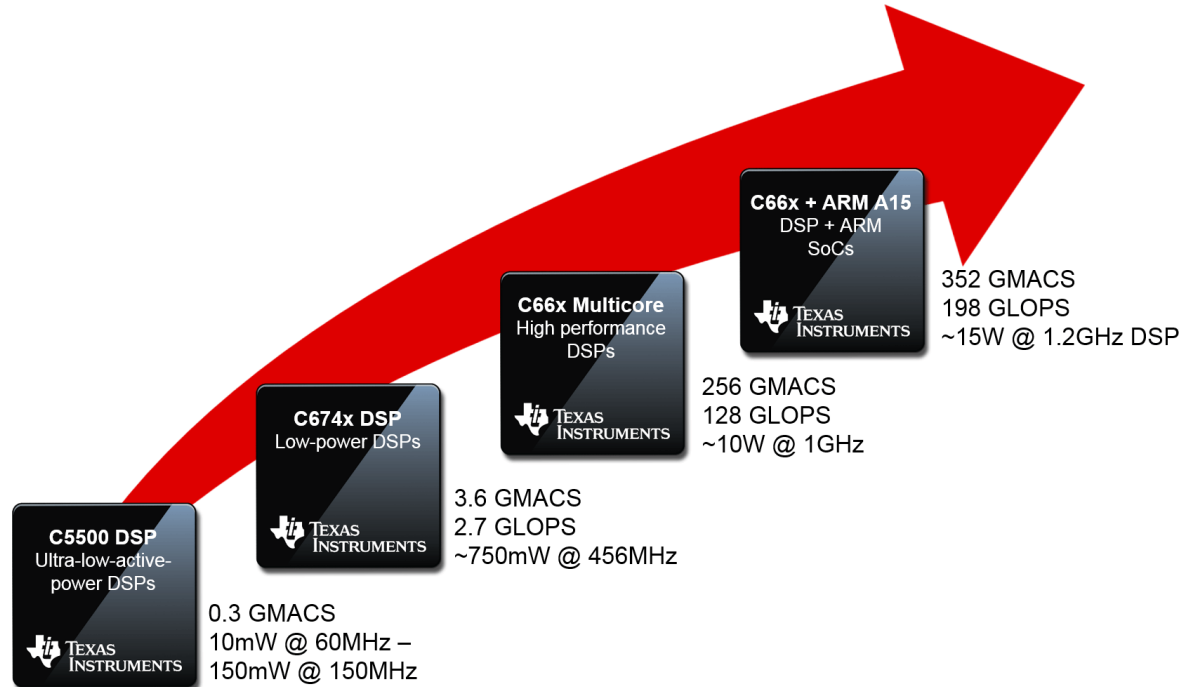 C5500 DSP
Ultra-low-active-
power DSPs
TEXAS
INSTRUMENTS
0.3 GMACS
10mW @ 60MHz –
150mW @ 150MHz
C674x DSP
Low-power DSPs
TEXAS
INSTRUMENTS
3.6 GMACS
2.7 GLOPS
~750mW @ 456MHz
C66x Multicore
High performance
DSPs
TEXAS
INSTRUMENTS
256 GMACS
128 GLOPS
~10W @ 1GHz
C66x + ARM A15
DSP + ARM
SoCs
TEXAS
INSTRUMENTS
352 GMACS
198 GLOPS
~15W @ 1.2GHz DSP